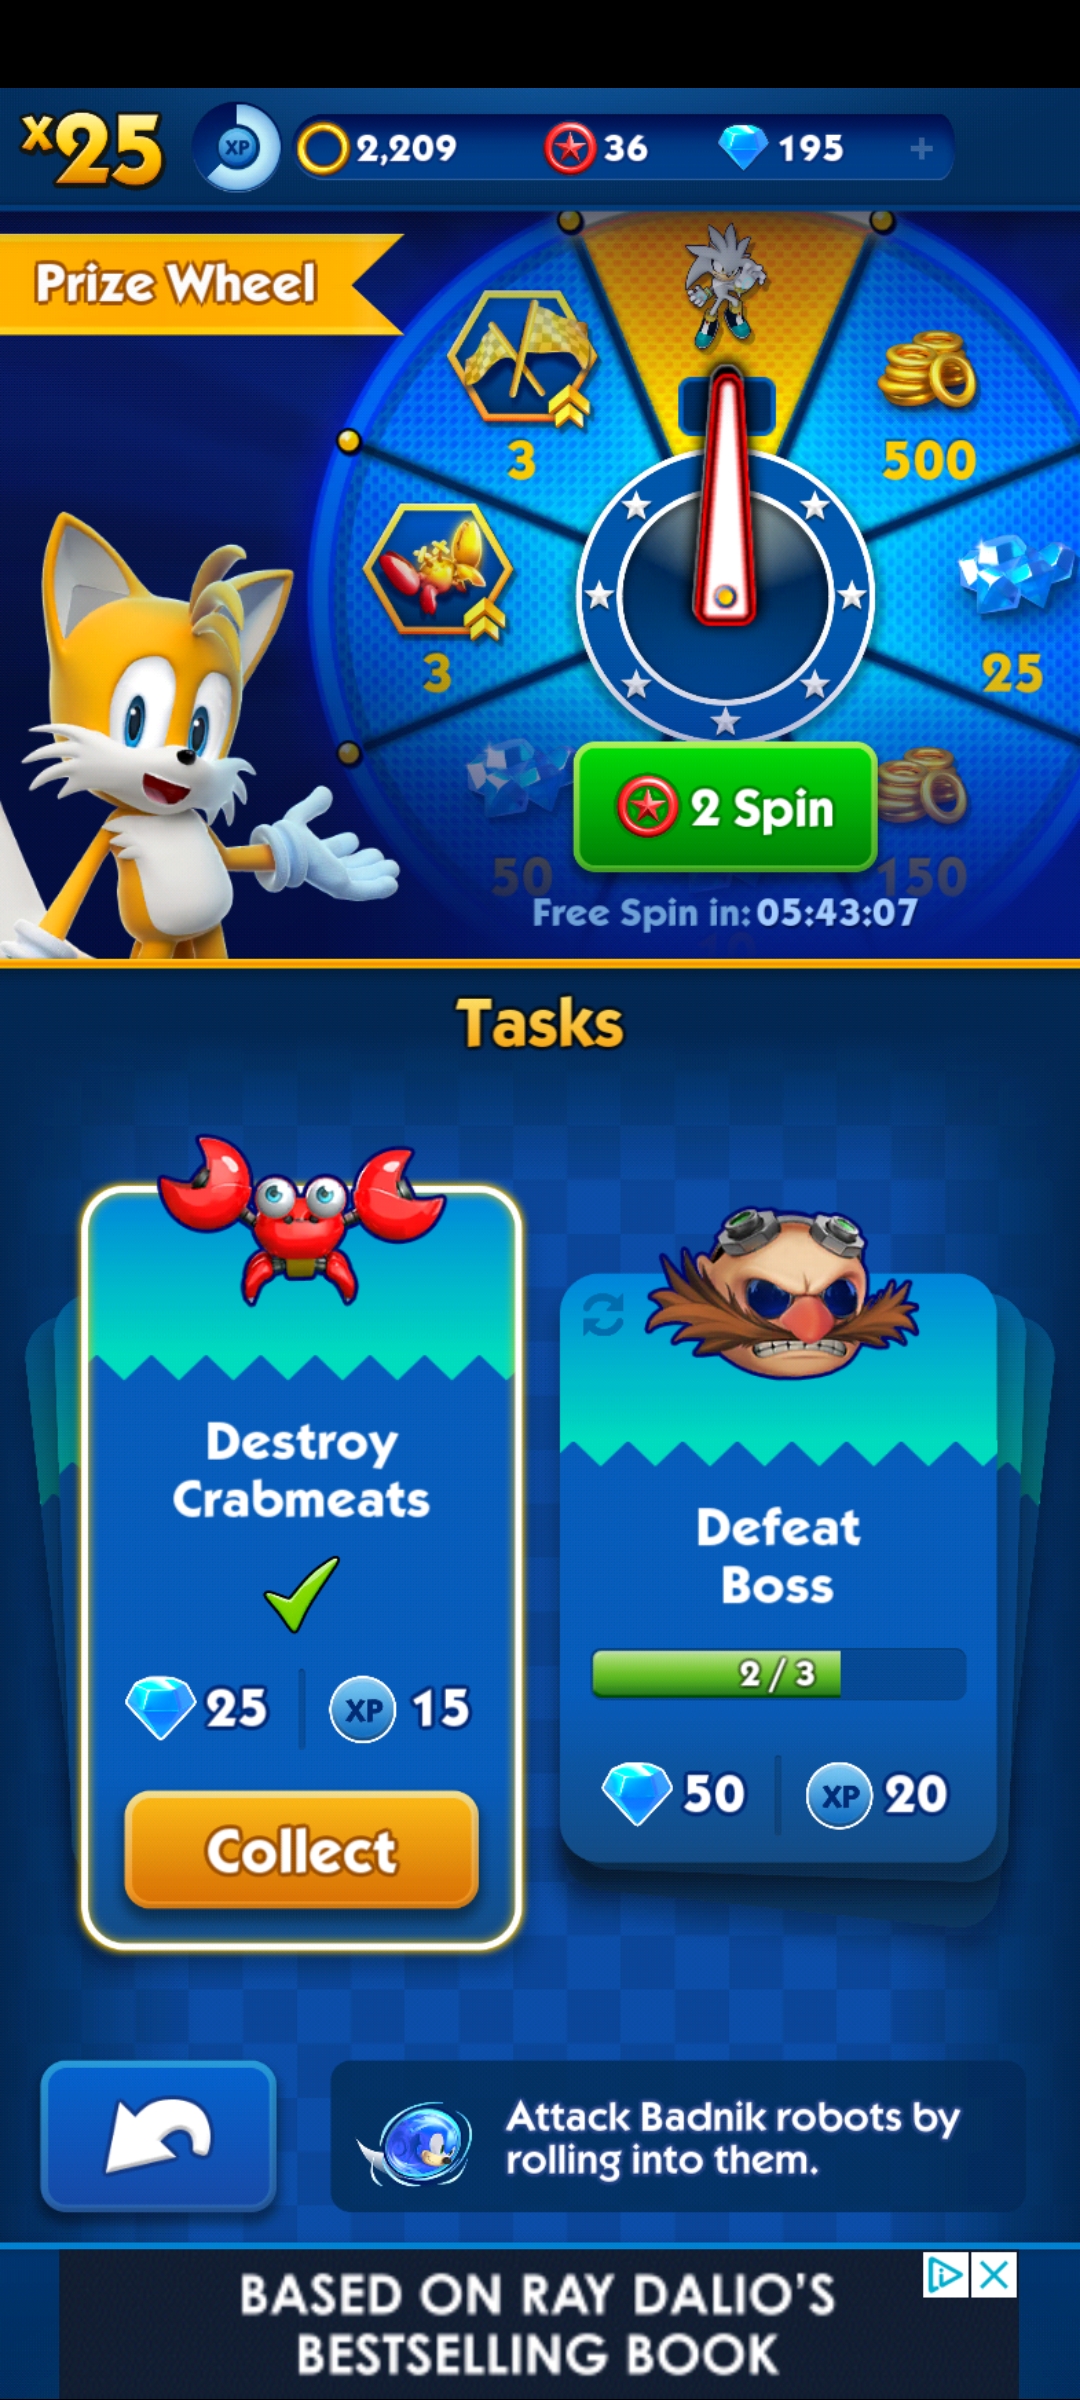 x25
XP
2,209
36
195
+
Prize Wheel
3
500
3
25
50
150
2 Spin
Free Spin in: 05:43:07
10
Tasks
Destroy
Crabmeats
25
XP
15
Collect
Defeat
Boss
2 / 3
50
XP
20
Attack Badnik robots by
rolling into them.
BASED ON RAY DALIO'S
BESTSELLING BOOK